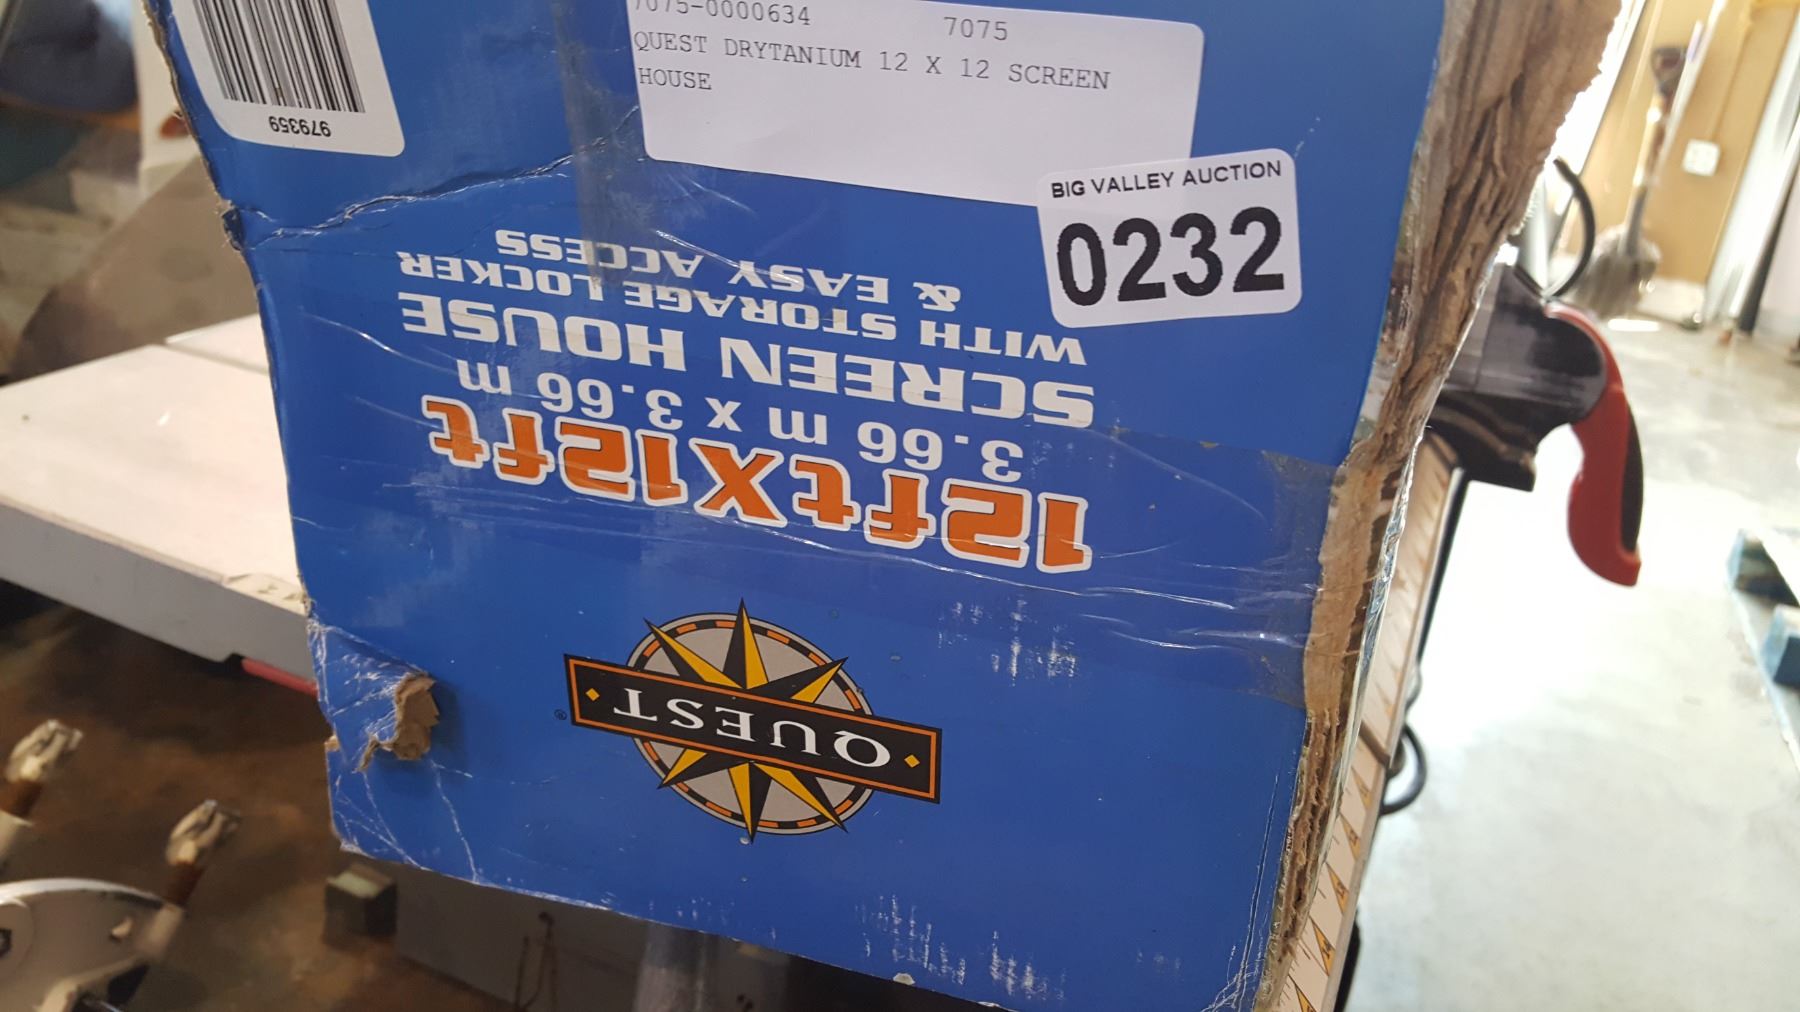 7075-0000634 7075
QUEST DRYTANIUM 12 X 12 SCREEN
HOUSE
979359
BIG VALLEY AUCTION
0232
QUEST
®
12ftX12ft
3.66 m x 3.66 m
SCREEN HOUSE
WITH STORAGE LOCKER
& EASY ACCESS